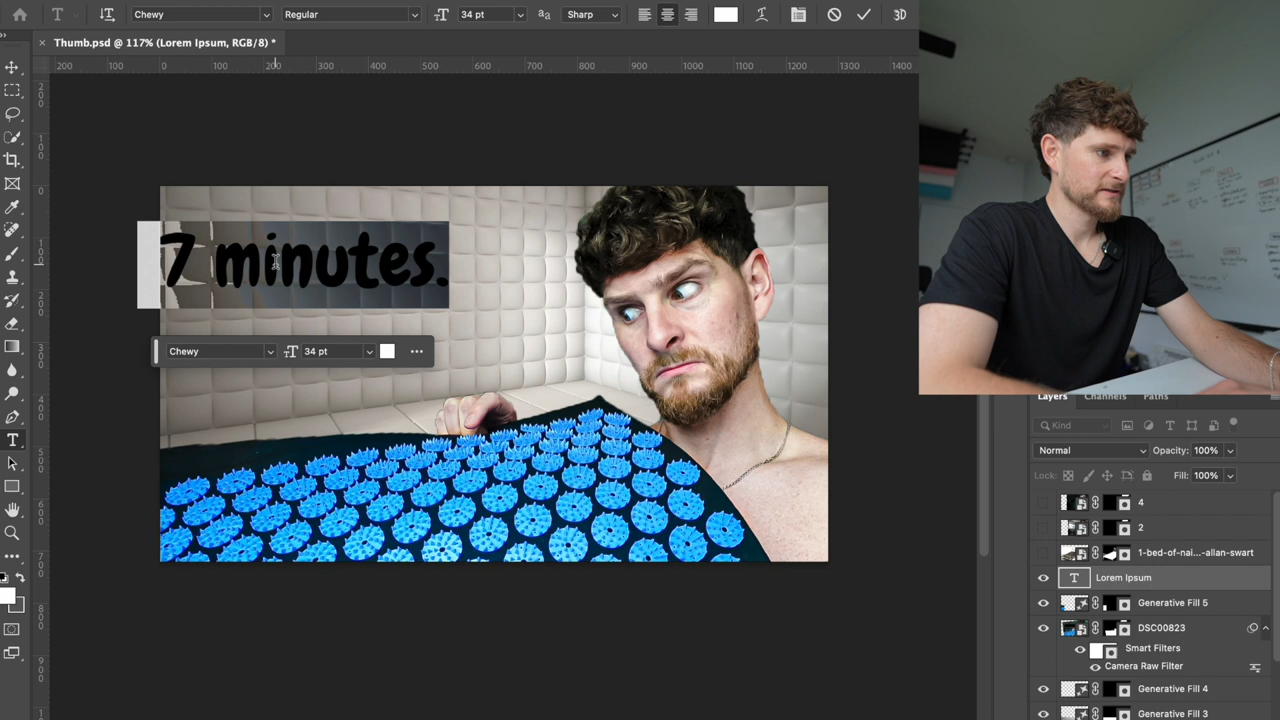 Chewy
Regular
34 pt
Sharp
3D
Thumb.psd @ 117% (Lorem Ipsum, RGB/8) *
200 100 0 100 200 300 400 500 600 700 800 900 1000 1100 1200 1300 1400
7 minutes.
Chewy
34 pt
Layers Channels Paths
Kind
Normal
Opacity: 100%
Lock:
Fill: 100%
4
2
1-bed-of-nai...-allan-swart
Lorem Ipsum
Generative Fill 5
DSC00823
Smart Filters
Camera Raw Filter
Generative Fill 4
Generative Fill 3